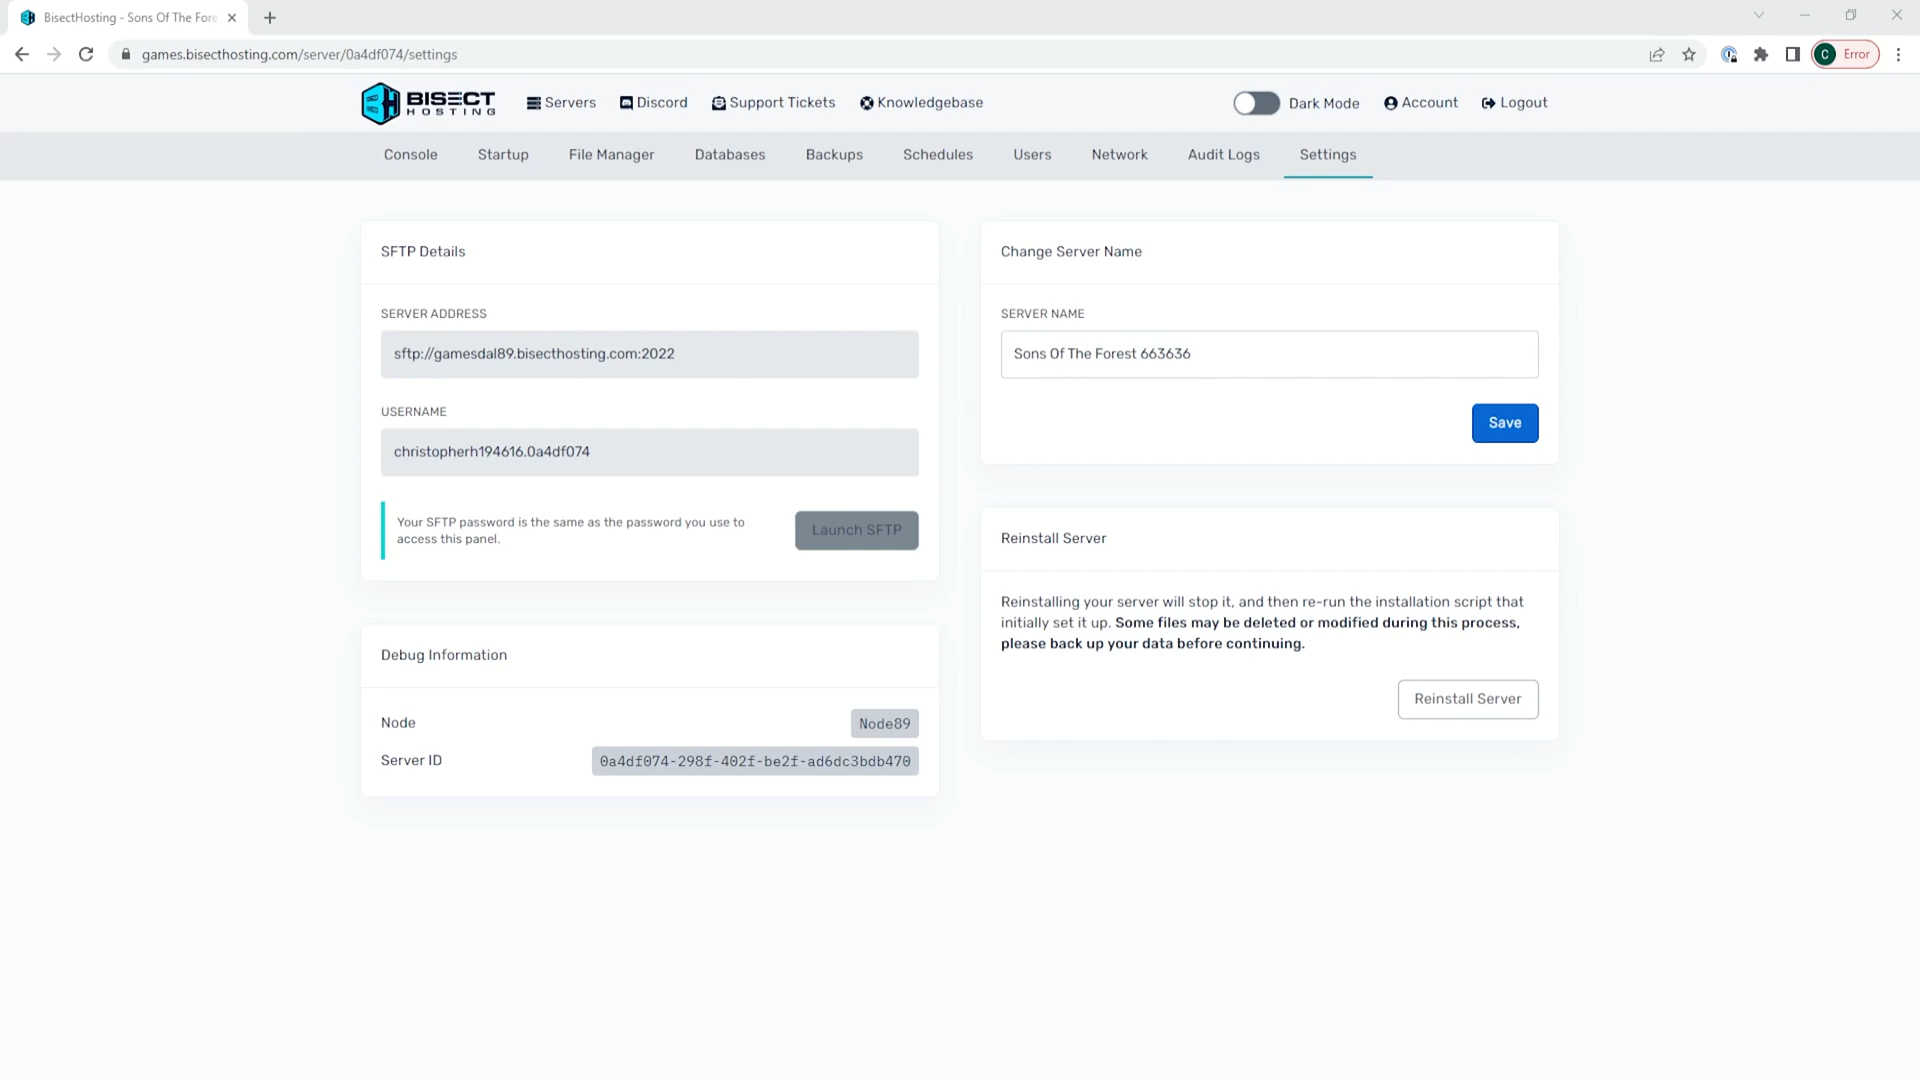 BisectHosting - Sons Of The Fore
games.bisecthosting.com/server/0a4df074/settings
C Error
BISECT HOSTING
Servers Discord Support Tickets Knowledgebase Dark Mode Account Logout
Console Startup File Manager Databases Backups Schedules Users Network Audit Logs Settings
SFTP Details
SERVER ADDRESS
sftp://gamesdal89.bisecthosting.com:2022
USERNAME
christopherh194616.0a4df074
Your SFTP password is the same as the password you use to
access this panel.
Launch SFTP
Debug Information
Node Node89
Server ID 0a4df074-298f-402f-be2f-ad6dc3bdb470
Change Server Name
SERVER NAME
Sons Of The Forest 663636
Save
Reinstall Server
Reinstalling your server will stop it, and then re-run the installation script that
initially set it up. Some files may be deleted or modified during this process,
please back up your data before continuing.
Reinstall Server